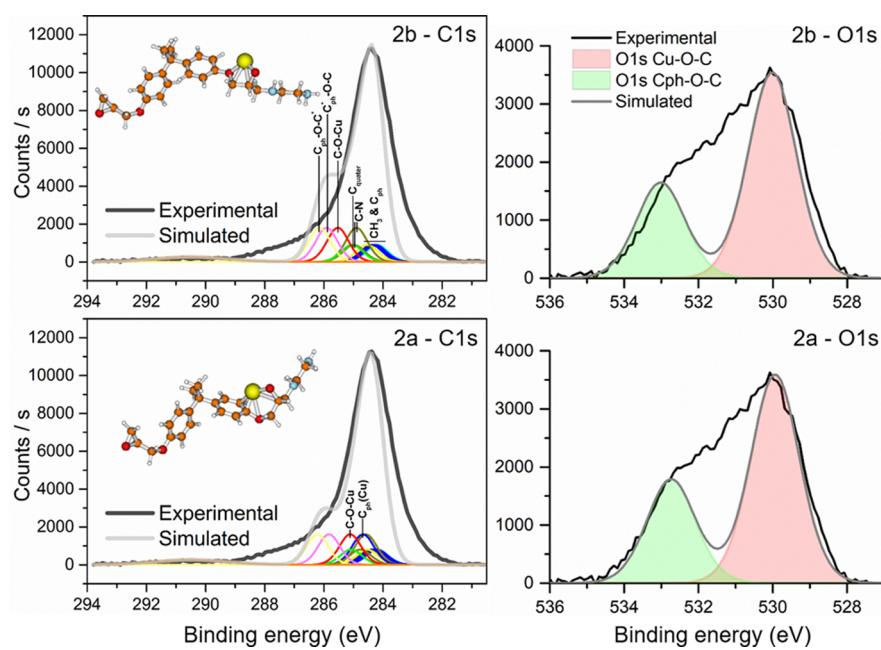 2b - C1s
12000
10000
8000
6000
4000
2000
0
Counts / s
C*ph-O-C
C-O-Cu
Cquater
C-N
CH3 & Cph
Experimental
Simulated
294
292
290
288
286
284
282
2b - O1s
4000
3000
2000
1000
0
Experimental
O1s Cu-O-C
O1s Cph-O-C
Simulated
536
534
532
530
528
2a - C1s
12000
10000
8000
6000
4000
2000
0
Counts / s
C-O-Cu
Cph(Cu)
Experimental
Simulated
294
292
290
288
286
284
282
Binding energy (eV)
2a - O1s
4000
3000
2000
1000
0
536
534
532
530
528
Binding energy (eV)